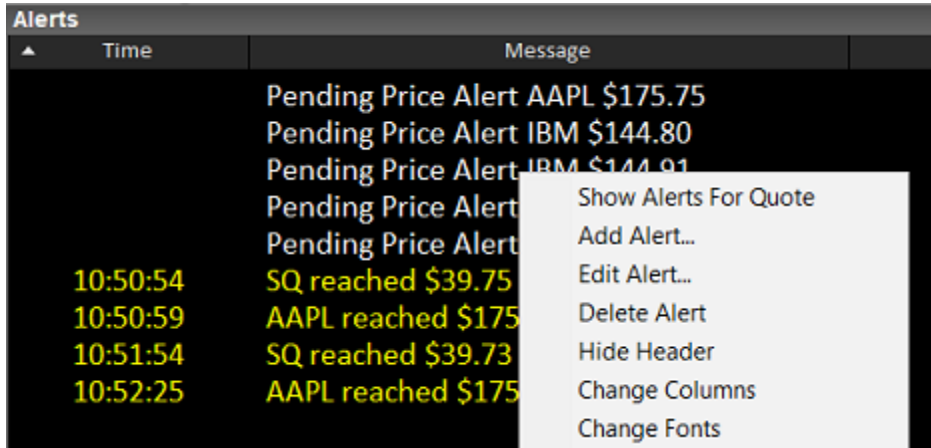 Alerts
Time Message
Pending Price Alert AAPL $175.75
Pending Price Alert IBM $144.80
Pending Price Alert IBM $144.91
Pending Price Alert
Pending Price Alert
10:50:54 SQ reached $39.75
10:50:59 AAPL reached $175
10:51:54 SQ reached $39.73
10:52:25 AAPL reached $175
Show Alerts For Quote
Add Alert...
Edit Alert...
Delete Alert
Hide Header
Change Columns
Change Fonts